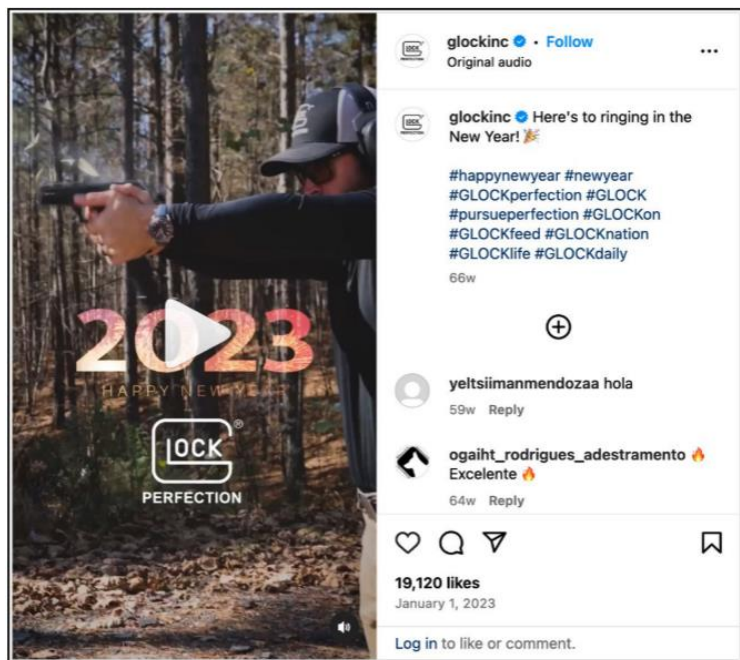 2023
HAPPY NEW YEAR
GLOCK®
PERFECTION
glockinc • Follow
Original audio
glockinc Here's to ringing in the
New Year! 🎉
#happynewyear #newyear
#GLOCKperfection #GLOCK
#pursueperfection #GLOCKon
#GLOCKfeed #GLOCKnation
#GLOCKlife #GLOCKdaily
66w
yeltsiimanmendozaa hola
59w Reply
ogaiht_rodrigues_adestramento 🔥
Excelente 🔥
64w Reply
19,120 likes
January 1, 2023
Log in to like or comment.